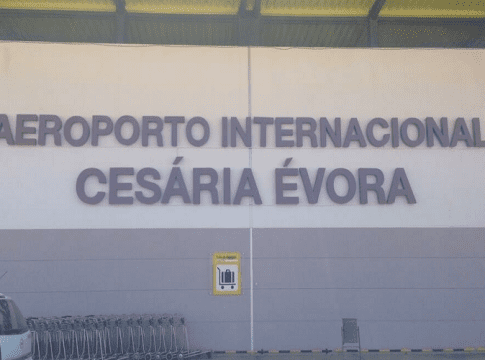 AEROPORTO INTERNACIONAL
CESÁRIA ÉVORA